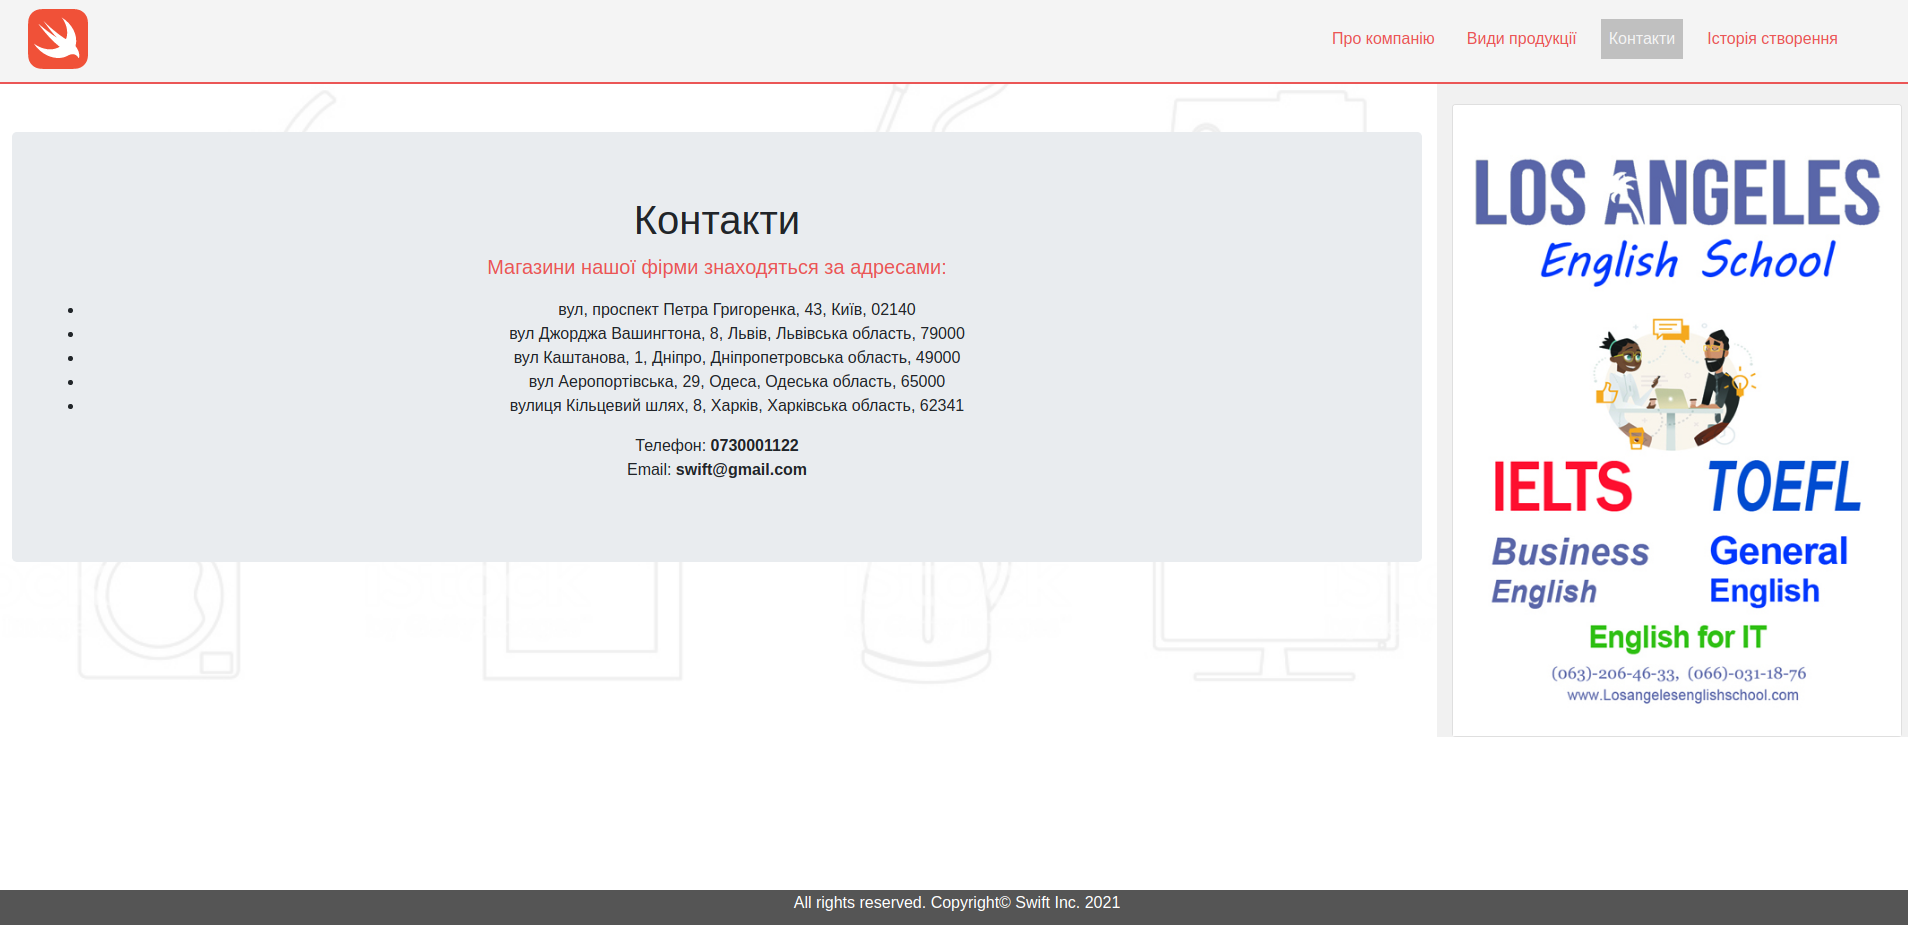 Про компанію
Види продукції
Контакти
Історія створення
Контакти
Магазини нашої фірми знаходяться за адресами:
вул, проспект Петра Григоренка, 43, Київ, 02140
вул Джорджа Вашингтона, 8, Львів, Львівська область, 79000
вул Каштанова, 1, Дніпро, Дніпропетровська область, 49000
вул Аеропортівська, 29, Одеса, Одеська область, 65000
вулиця Кільцевий шлях, 8, Харків, Харківська область, 62341
Телефон: 0730001122
Email: swift@gmail.com
LOS ANGELES
English School
IELTS
TOEFL
Business
English
General
English
English for IT
(063)-206-46-33, (066)-031-18-76
www.Losangelesenglishschool.com
All rights reserved. Copyright© Swift Inc. 2021